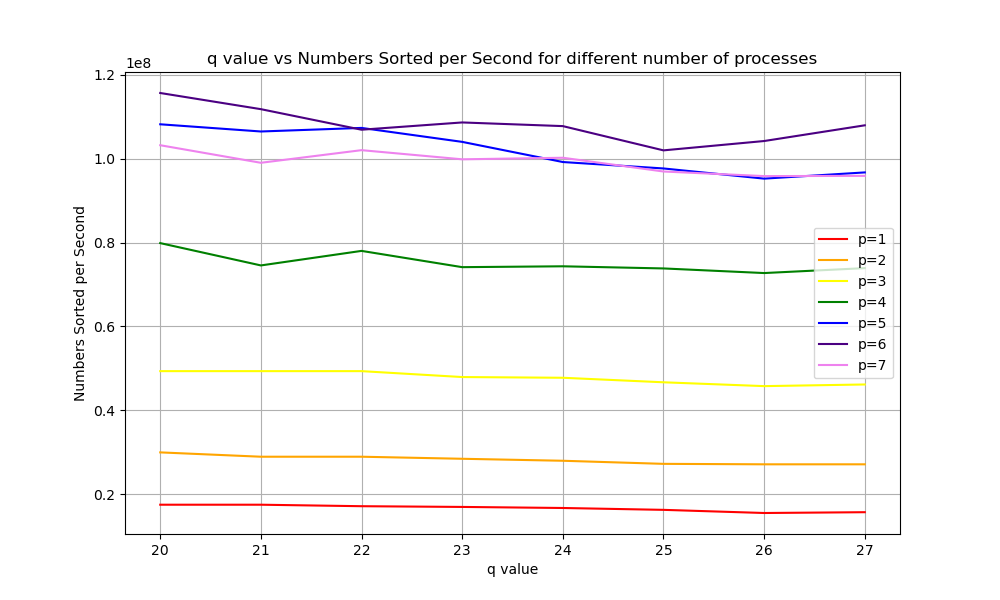 q value vs Numbers Sorted per Second for different number of processes
1e8
1.2
1.0
0.8
0.6
0.4
0.2
Numbers Sorted per Second
p=1
p=2
p=3
p=4
p=5
p=6
p=7
20 21 22 23 24 25 26 27
q value